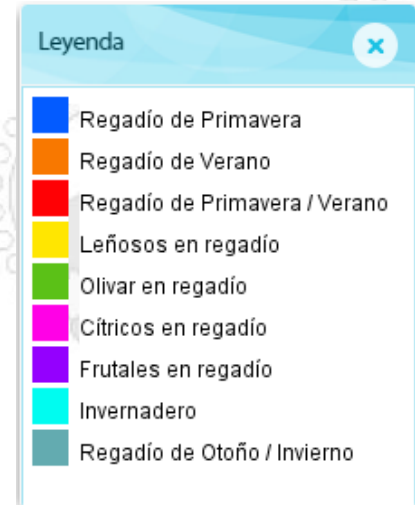 Leyenda
Regadío de Primavera
Regadío de Verano
Regadío de Primavera / Verano
Leñosos en regadío
Olivar en regadío
Cítricos en regadío
Frutales en regadío
Invernadero
Regadío de Otoño / Invierno